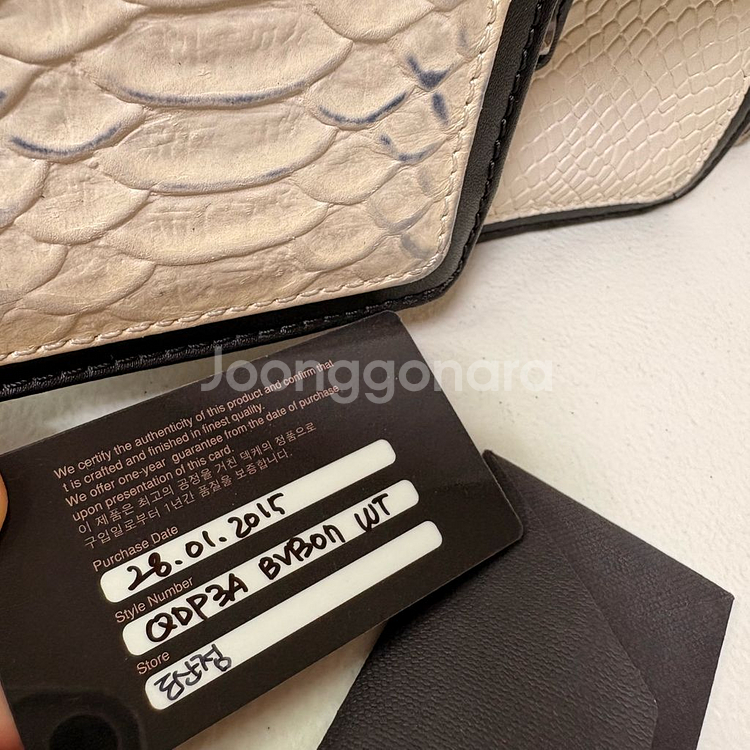 Joonggonara
We certify the authenticity of this product and confirm that
t is crafted and finished in finest quality.
We offer one-year guarantee from the date of purchase
upon presentation of this card.
이 제품은 최고의 공정을 거친 덱케의 정품으로
구입일로부터 1년간 품질을 보증합니다.
Purchase Date
28.01.2015
Style Number
QDP3A BVB0N WT
Store